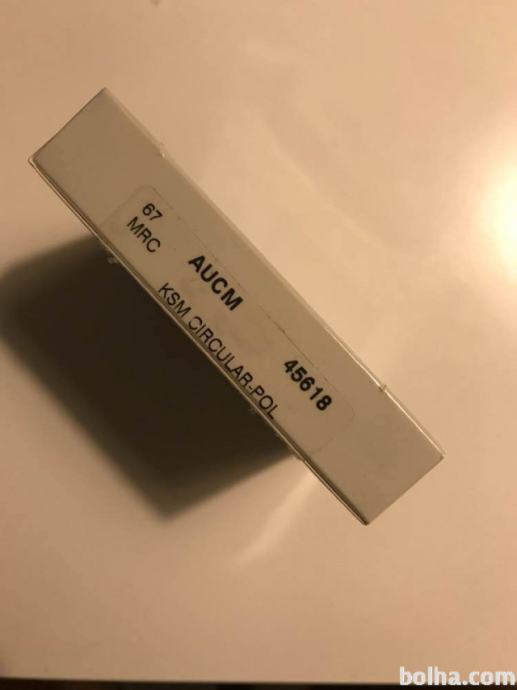 67 AUCM 45618
MRC KSM CIRCULAR-POL
bolha.com